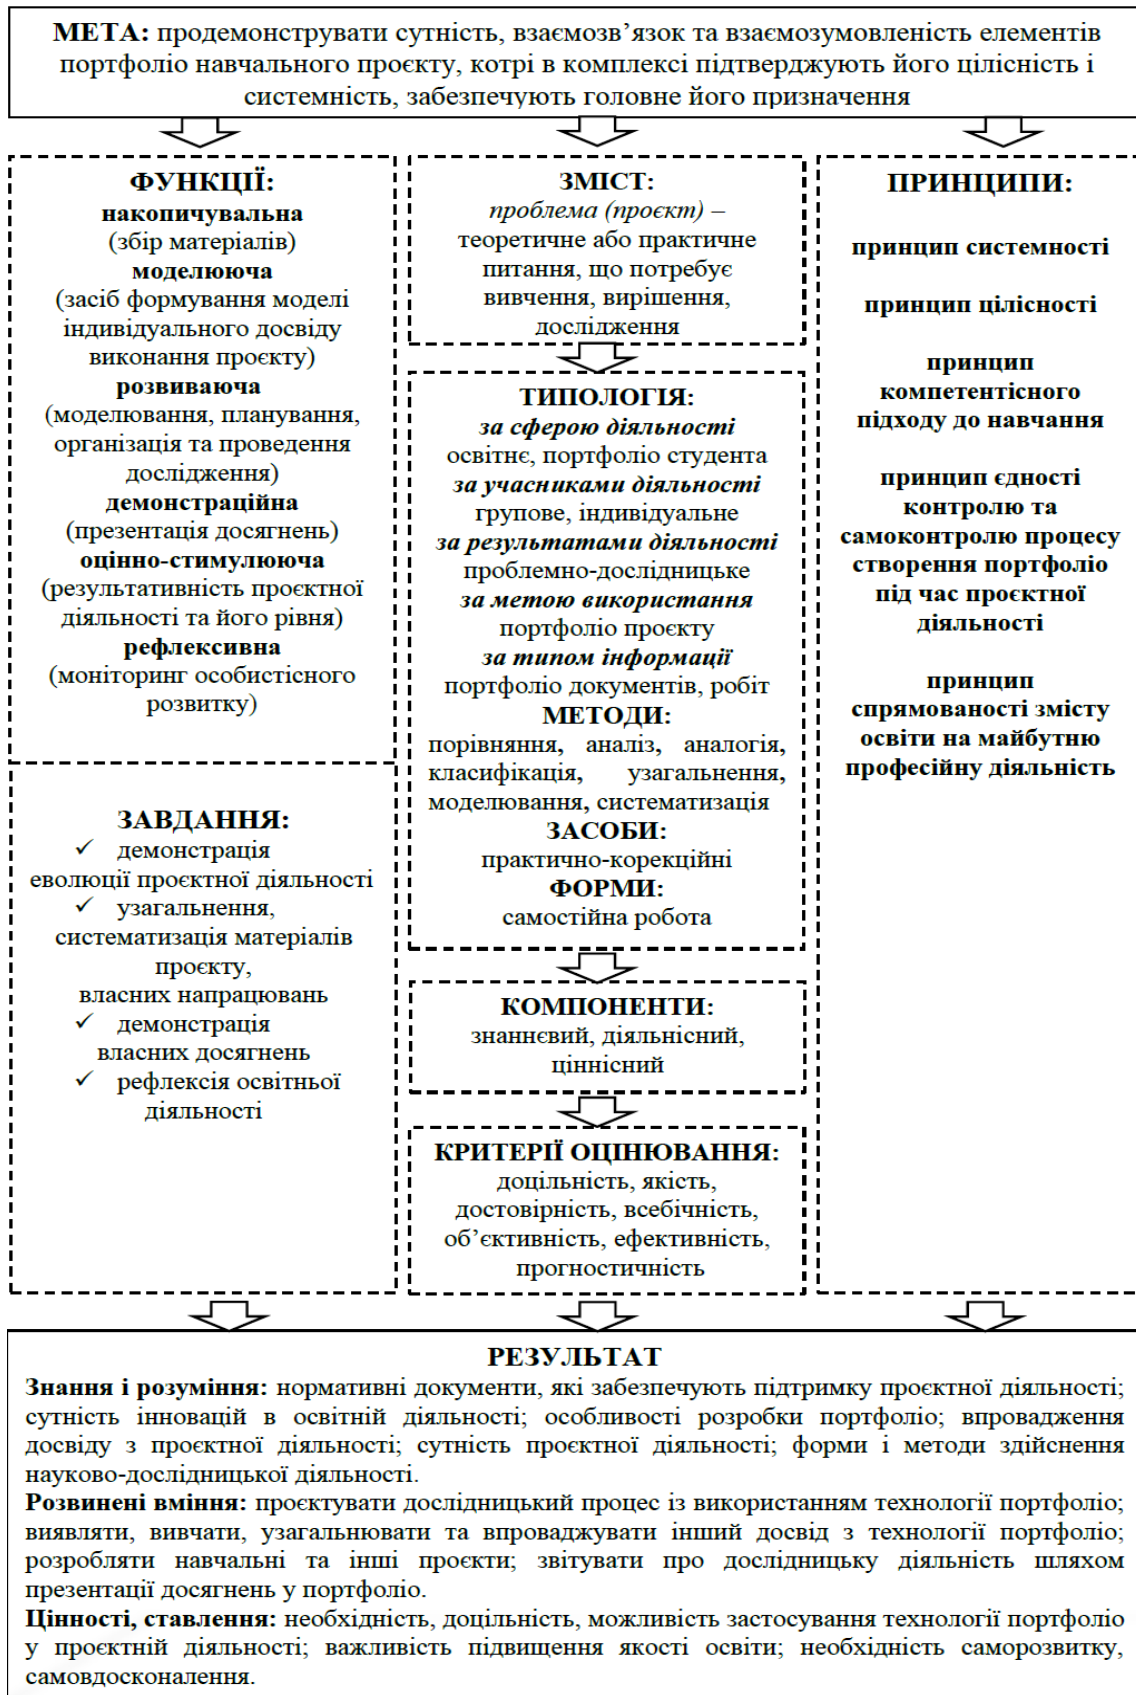 МЕТА: продемонструвати сутність, взаємозв’язок та взаємозумовленість елементів
портфоліо навчального проєкту, котрі в комплексі підтверджують його цілісність і
системність, забезпечують головне його призначення
ФУНКЦІЇ:
накопичувальна
(збір матеріалів)
моделююча
(засіб формування моделі
індивідуального досвіду
виконання проєкту)
розвиваюча
(моделювання, планування,
організація та проведення
дослідження)
демонстраційна
(презентація досягнень)
оцінно-стимулююча
(результативність проєктної
діяльності та його рівня)
рефлексивна
(моніторинг особистісного
розвитку)
ЗАВДАННЯ:
✓ демонстрація
еволюції проєктної діяльності
✓ узагальнення,
систематизація матеріалів
проєкту,
власних напрацювань
✓ демонстрація
власних досягнень
✓ рефлексія освітньої
діяльності
ЗМІСТ:
проблема (проєкт) –
теоретичне або практичне
питання, що потребує
вивчення, вирішення,
дослідження
ТИПОЛОГІЯ:
за сферою діяльності
освітнє, портфоліо студента
за учасниками діяльності
групове, індивідуальне
за результатами діяльності
проблемно-дослідницьке
за метою використання
портфоліо проєкту
за типом інформації
портфоліо документів, робіт
МЕТОДИ:
порівняння, аналіз, аналогія,
класифікація, узагальнення,
моделювання, систематизація
ЗАСОБИ:
практично-корекційні
ФОРМИ:
самостійна робота
КОМПОНЕНТИ:
знаннєвий, діяльнісний,
ціннісний
КРИТЕРІЇ ОЦІНЮВАННЯ:
доцільність, якість,
достовірність, всебічність,
об’єктивність, ефективність,
прогностичність
ПРИНЦИПИ:
принцип системності
принцип цілісності
принцип
компетентісного
підходу до навчання
принцип єдності
контролю та
самоконтролю процесу
створення портфоліо
під час проєктної
діяльності
принцип
спрямованості змісту
освіти на майбутню
професійну діяльність
РЕЗУЛЬТАТ
Знання і розуміння: нормативні документи, які забезпечують підтримку проєктної діяльності;
сутність інновацій в освітній діяльності; особливості розробки портфоліо; впровадження
досвіду з проєктної діяльності; сутність проєктної діяльності; форми і методи здійснення
науково-дослідницької діяльності.
Розвинені вміння: проєктувати дослідницький процес із використанням технології портфоліо;
виявляти, вивчати, узагальнювати та впроваджувати інший досвід з технології портфоліо;
розробляти навчальні та інші проєкти; звітувати про дослідницьку діяльність шляхом
презентації досягнень у портфоліо.
Цінності, ставлення: необхідність, доцільність, можливість застосування технології портфоліо
у проєктній діяльності; важливість підвищення якості освіти; необхідність саморозвитку,
самовдосконалення.